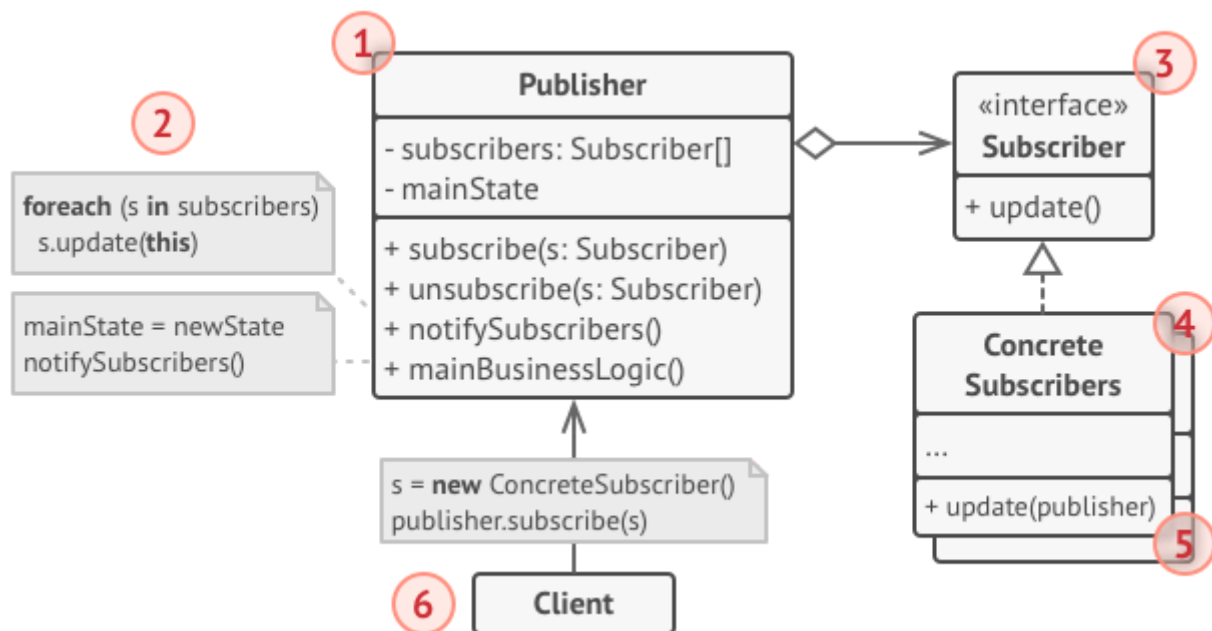 1
Publisher
- subscribers: Subscriber[]
- mainState
+ subscribe(s: Subscriber)
+ unsubscribe(s: Subscriber)
+ notifySubscribers()
+ mainBusinessLogic()
2
foreach (s in subscribers)
s.update(this)
mainState = newState
notifySubscribers()
3
«interface»
Subscriber
+ update()
4
Concrete
Subscribers
...
+ update(publisher)
5
s = new ConcreteSubscriber()
publisher.subscribe(s)
6
Client